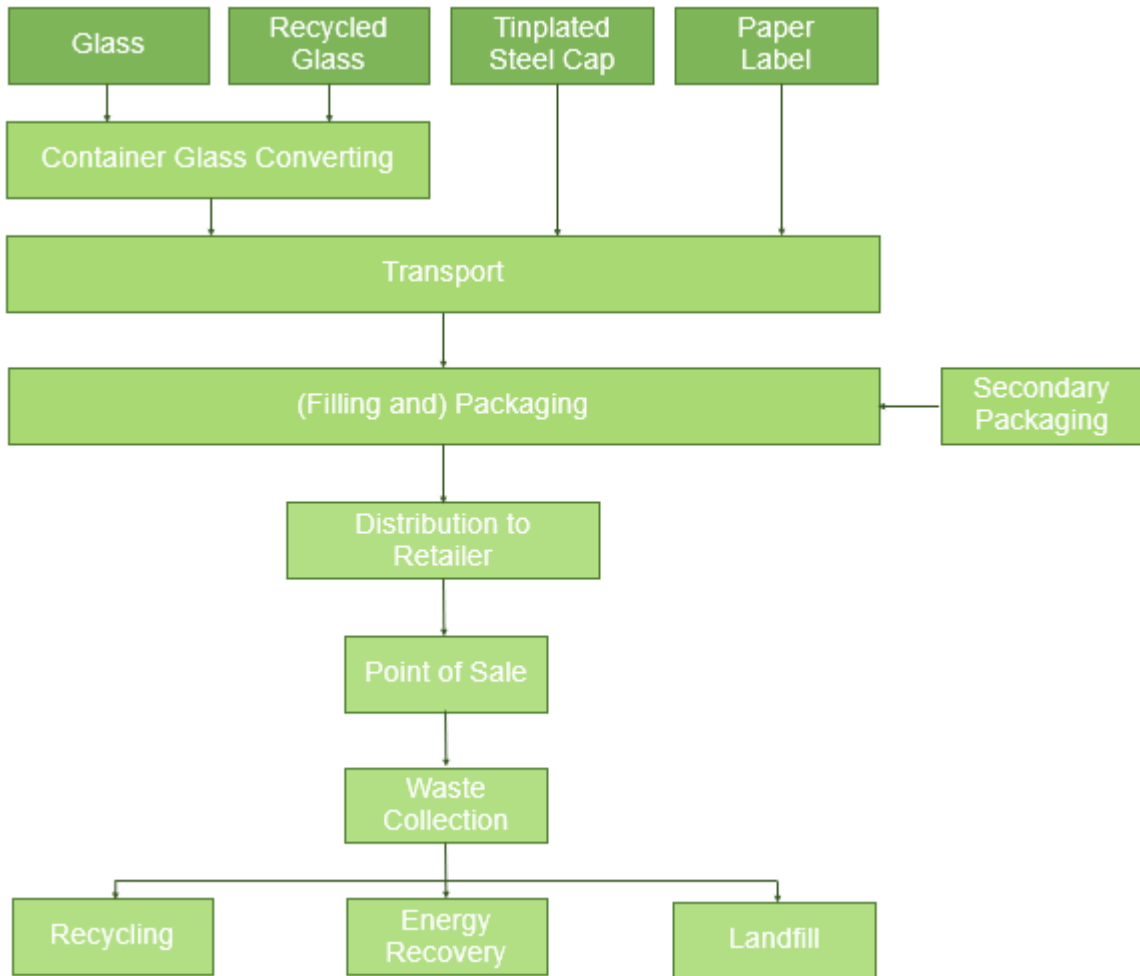 Glass
Recycled
Glass
Tinplated
Steel Cap
Paper
Label
Container Glass Converting
Transport
(Filling and) Packaging
Secondary
Packaging
Distribution to
Retailer
Point of Sale
Waste
Collection
Recycling
Energy
Recovery
Landfill